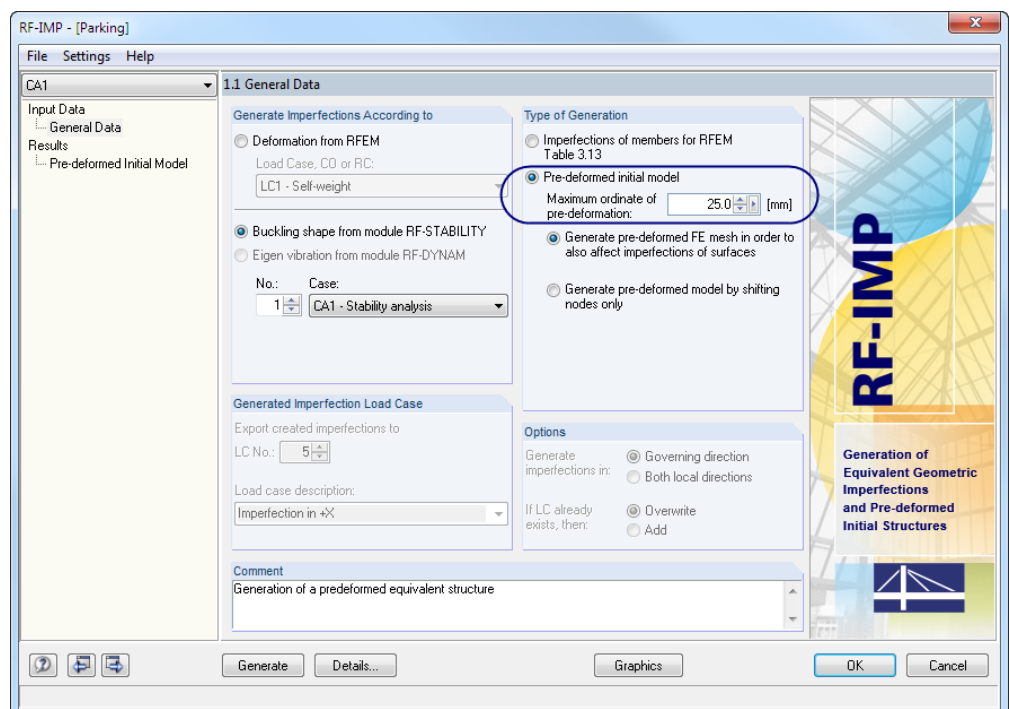 RF-IMP - [Parking]
File Settings Help
CA1
1.1 General Data
Input Data
General Data
Results
Pre-deformed Initial Model
Generate Imperfections According to
Deformation from RFEM
Load Case, CO or RC:
LC1 - Self-weight
Buckling shape from module RF-STABILITY
Eigen vibration from module RF-DYNAM
No.: Case:
1 CA1 - Stability analysis
Type of Generation
Imperfections of members for RFEM
Table 3.13
Pre-deformed initial model
Maximum ordinate of
pre-deformation: 25.0 [mm]
Generate pre-deformed FE mesh in order to
also affect imperfections of surfaces
Generate pre-deformed model by shifting
nodes only
Generated Imperfection Load Case
Export created imperfections to
LC No.: 5
Load case description:
Imperfection in +X
Options
Generate
imperfections in:
Governing direction
Both local directions
If LC already
exists, then:
Overwrite
Add
Comment
Generation of a predeformed equivalent structure
RF-IMP
Generation of
Equivalent Geometric
Imperfections
and Pre-deformed
Initial Structures
Generate Details... Graphics OK Cancel